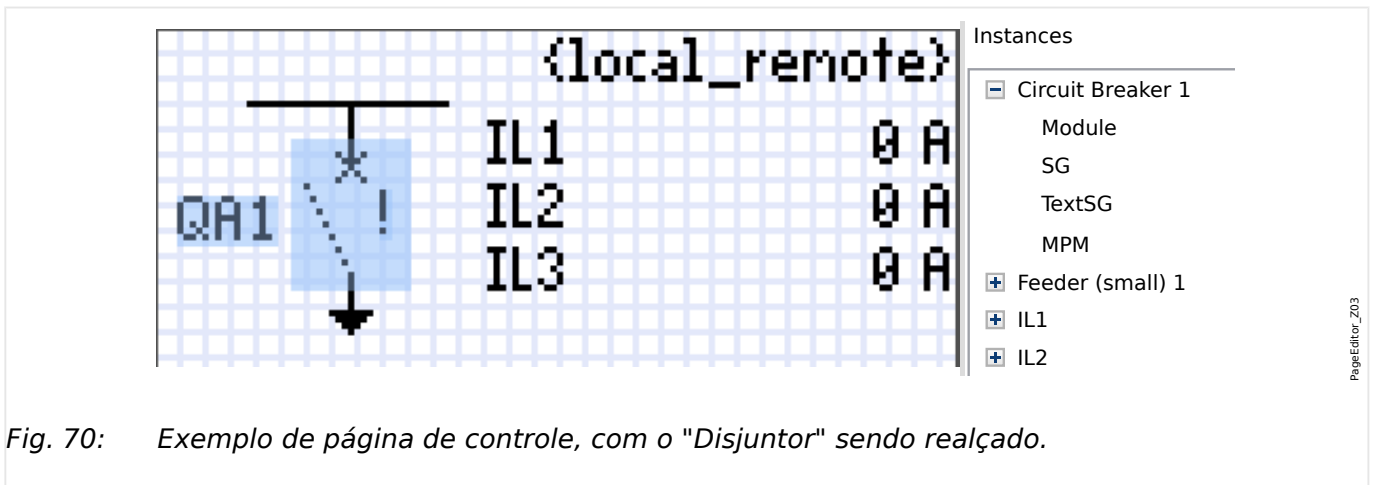 {local_remote}
IL1 0 A
QA1 !
IL2 0 A
IL3 0 A
Instances
Circuit Breaker 1
Module
SG
TextSG
MPM
Feeder (small) 1
IL1
IL2
PageEditor_Z03
Fig. 70: Exemplo de página de controle, com o "Disjuntor" sendo realçado.